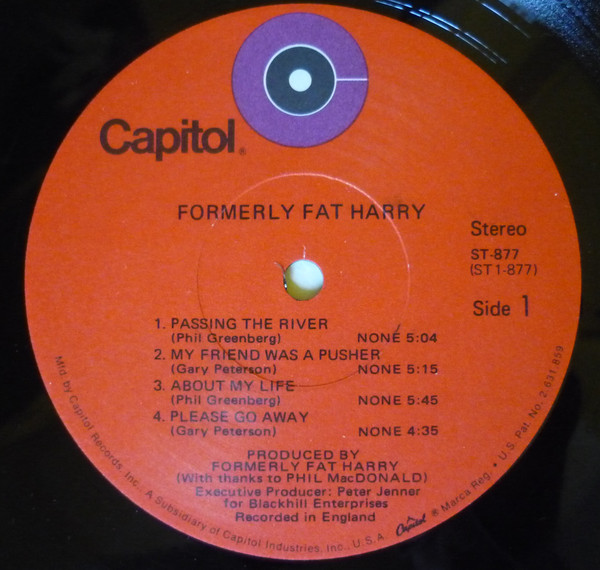 Capitol®
FORMERLY FAT HARRY
Stereo
ST-877
(ST1-877)
Side 1
1. PASSING THE RIVER
(Phil Greenberg) NONE 5:04
2. MY FRIEND WAS A PUSHER
(Gary Peterson) NONE 5:15
3. ABOUT MY LIFE
(Phil Greenberg) NONE 5:45
4. PLEASE GO AWAY
(Gary Peterson) NONE 4:35
PRODUCED BY
FORMERLY FAT HARRY
(With thanks to PHIL MacDONALD)
Executive Producer: Peter Jenner
for Blackhill Enterprises
Recorded in England
Mfd. by Capitol Records, Inc., A Subsidiary of Capitol Industries, Inc., U.S.A. Capitol ® Marca Reg. • U.S. Pat. No. 2,631,859